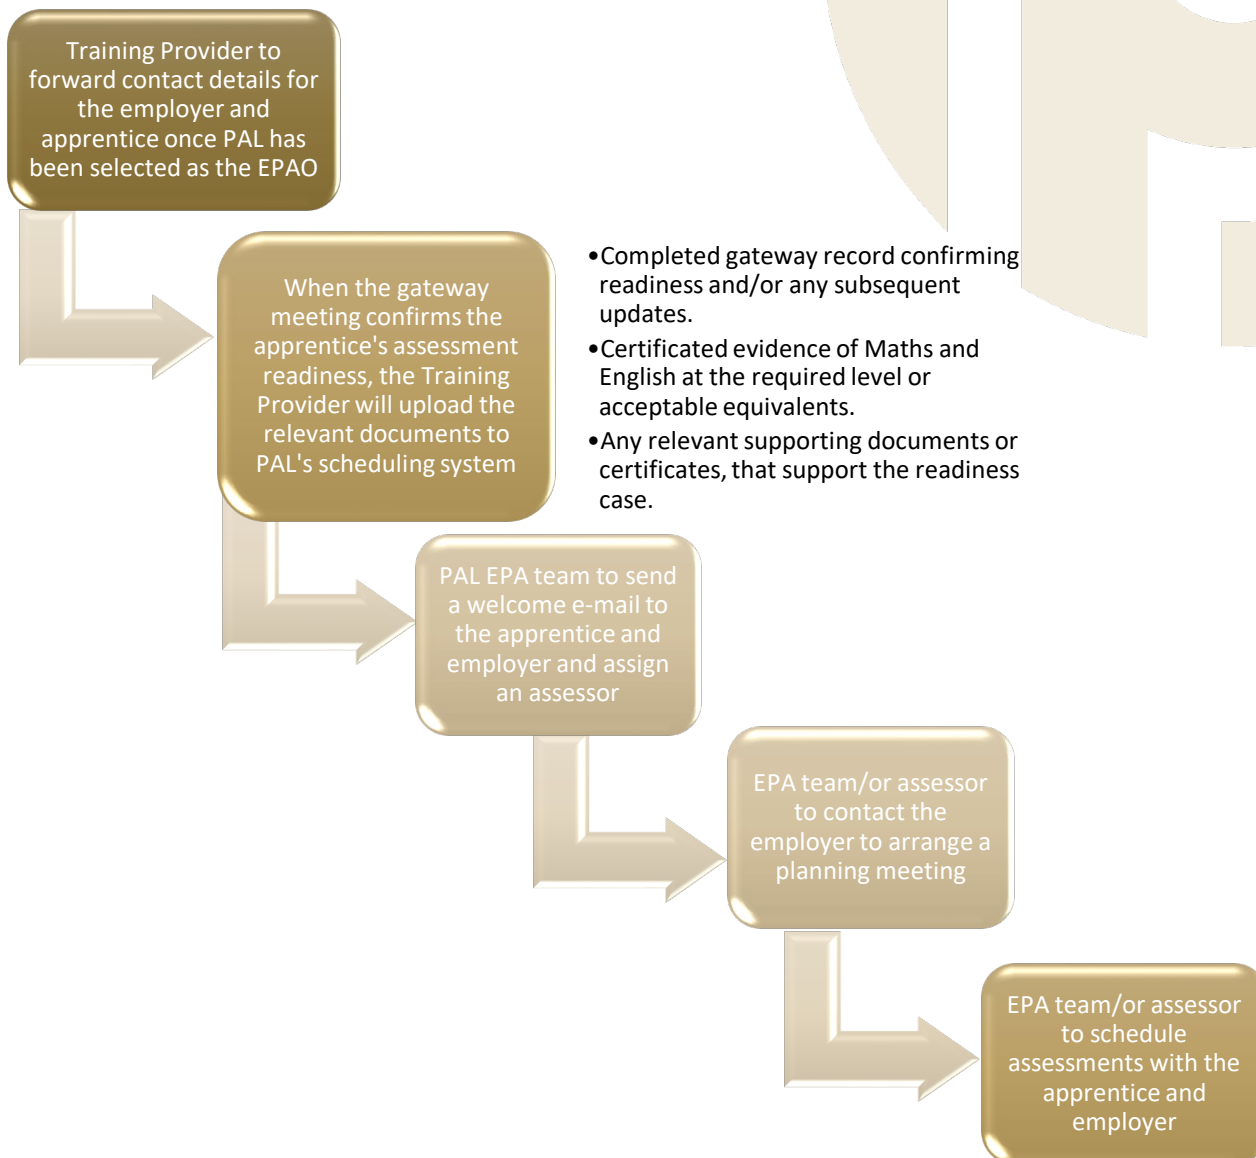 Training Provider to
forward contact details for
the employer and
apprentice once PAL has
been selected as the EPAO
When the gateway
meeting confirms the
apprentice's assessment
readiness, the Training
Provider will upload the
relevant documents to
PAL's scheduling system
•Completed gateway record confirming
readiness and/or any subsequent
updates.
•Certificated evidence of Maths and
English at the required level or
acceptable equivalents.
•Any relevant supporting documents or
certificates, that support the readiness
case.
PAL EPA team to send
a welcome e-mail to
the apprentice and
employer and assign
an assessor
EPA team/or assessor
to contact the
employer to arrange a
planning meeting
EPA team/or assessor
to schedule
assessments with the
apprentice and
employer